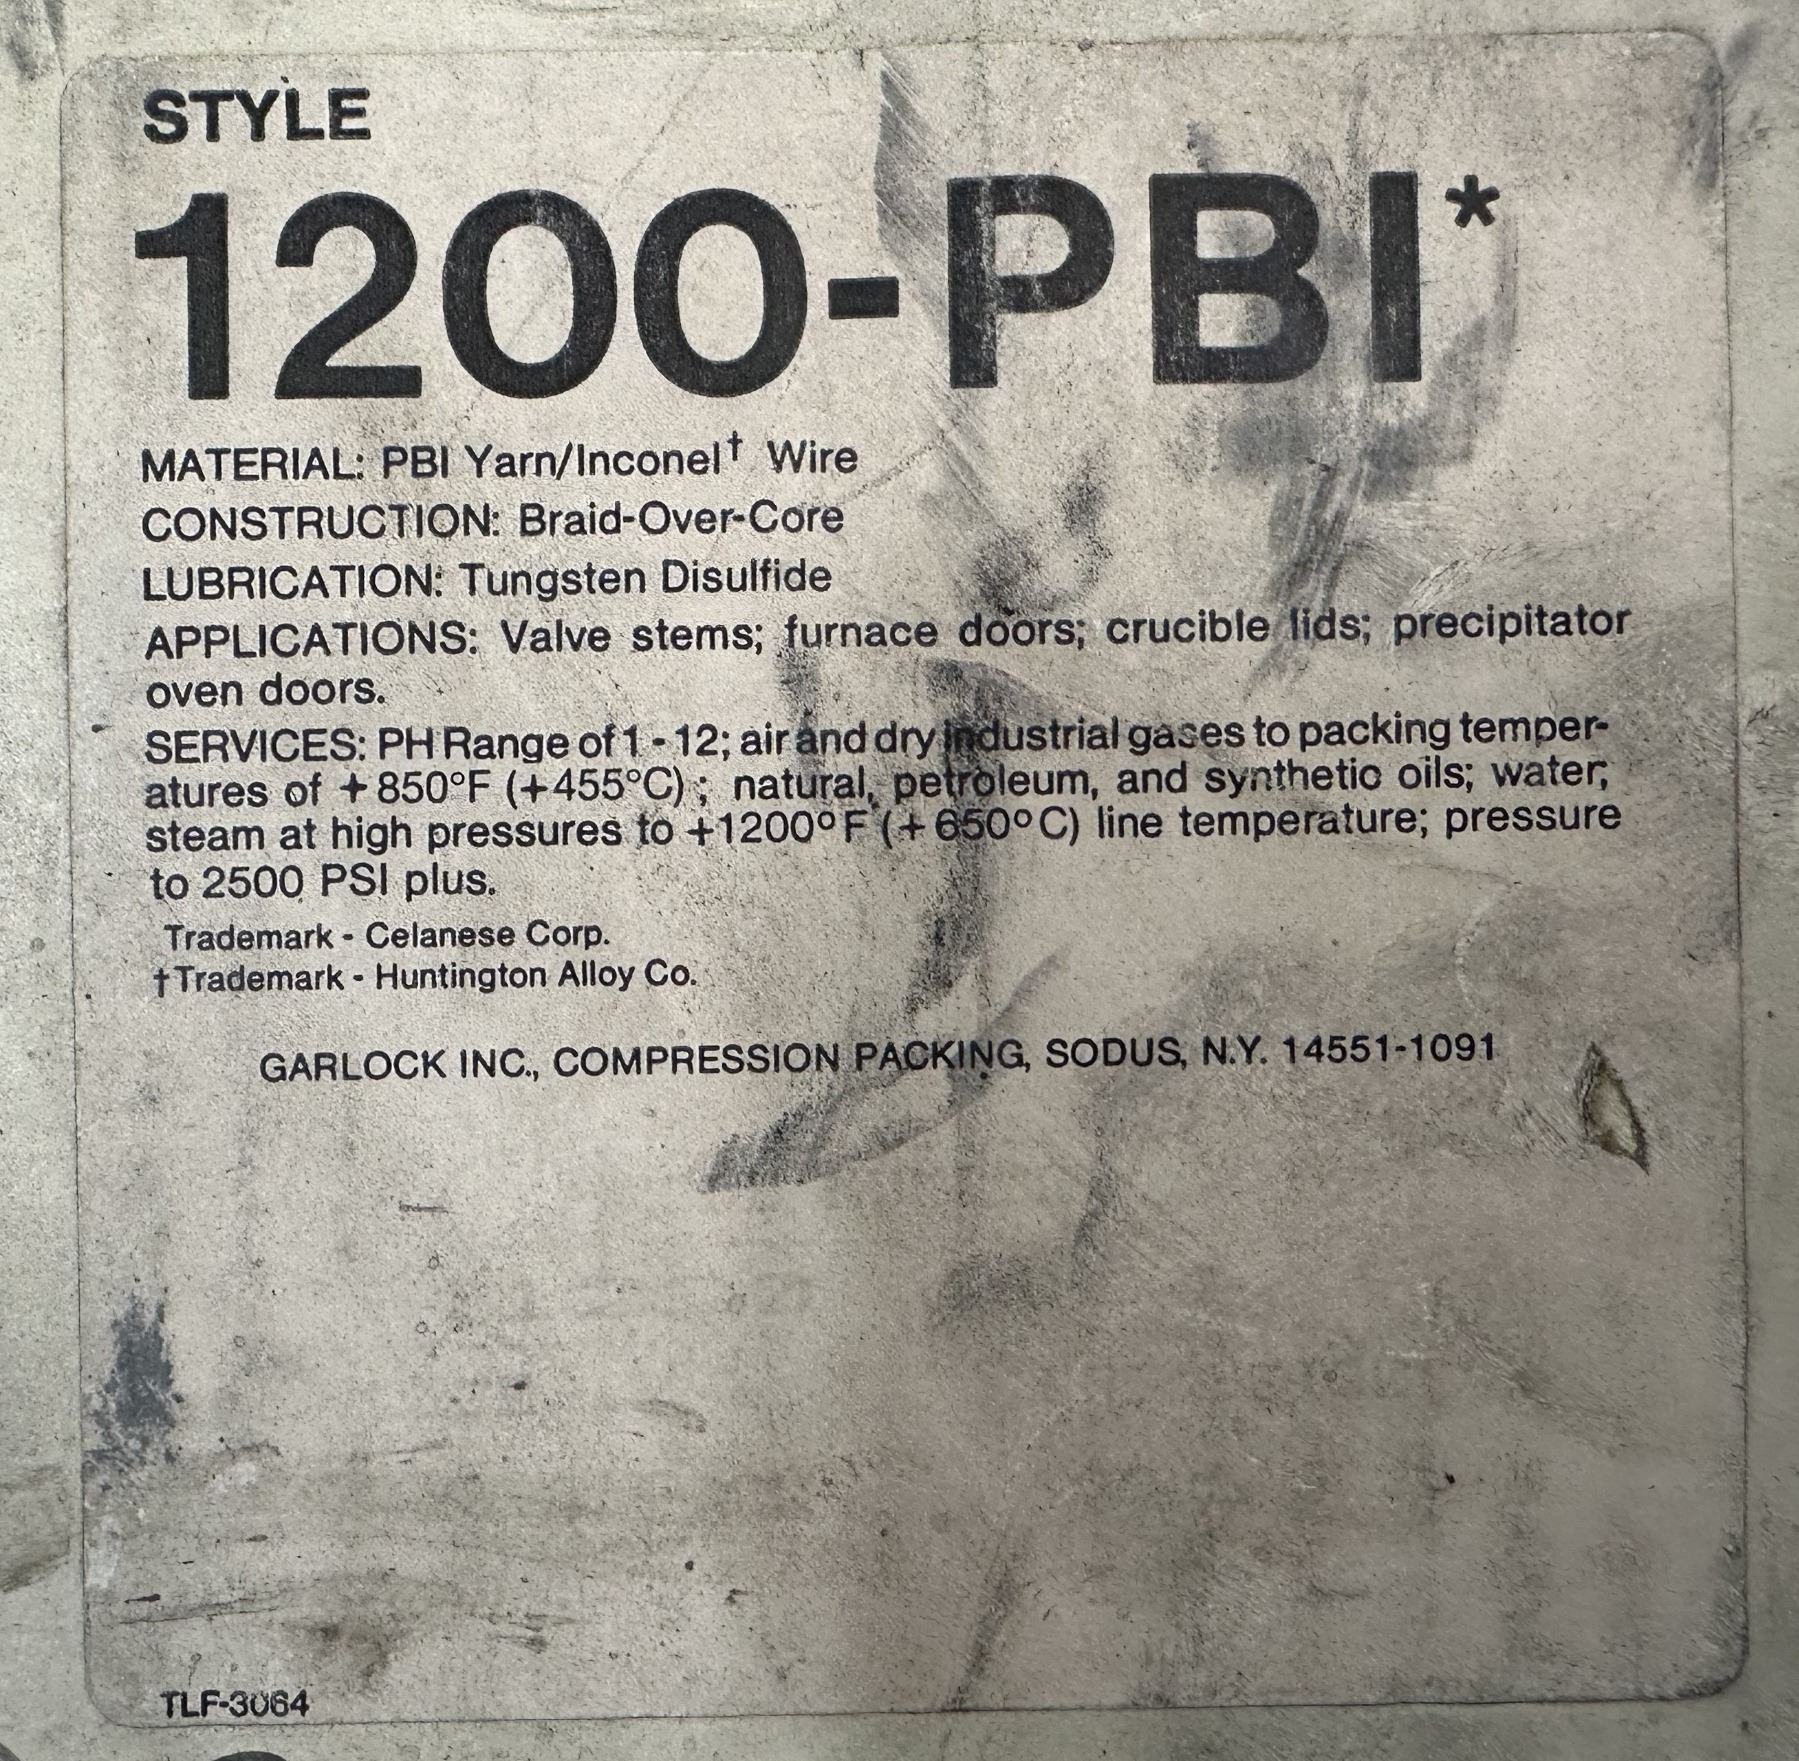 STYLE
1200-PBI*
MATERIAL: PBI Yarn/Inconel† Wire
CONSTRUCTION: Braid-Over-Core
LUBRICATION: Tungsten Disulfide
APPLICATIONS: Valve stems; furnace doors; crucible lids; precipitator
oven doors.
SERVICES: PH Range of 1 - 12; air and dry industrial gases to packing temper-
atures of +850°F (+455°C); natural, petroleum, and synthetic oils; water;
steam at high pressures to +1200°F (+650°C) line temperature; pressure
to 2500 PSI plus.
Trademark - Celanese Corp.
†Trademark - Huntington Alloy Co.
GARLOCK INC., COMPRESSION PACKING, SODUS, N.Y. 14551-1091
TLF-3064